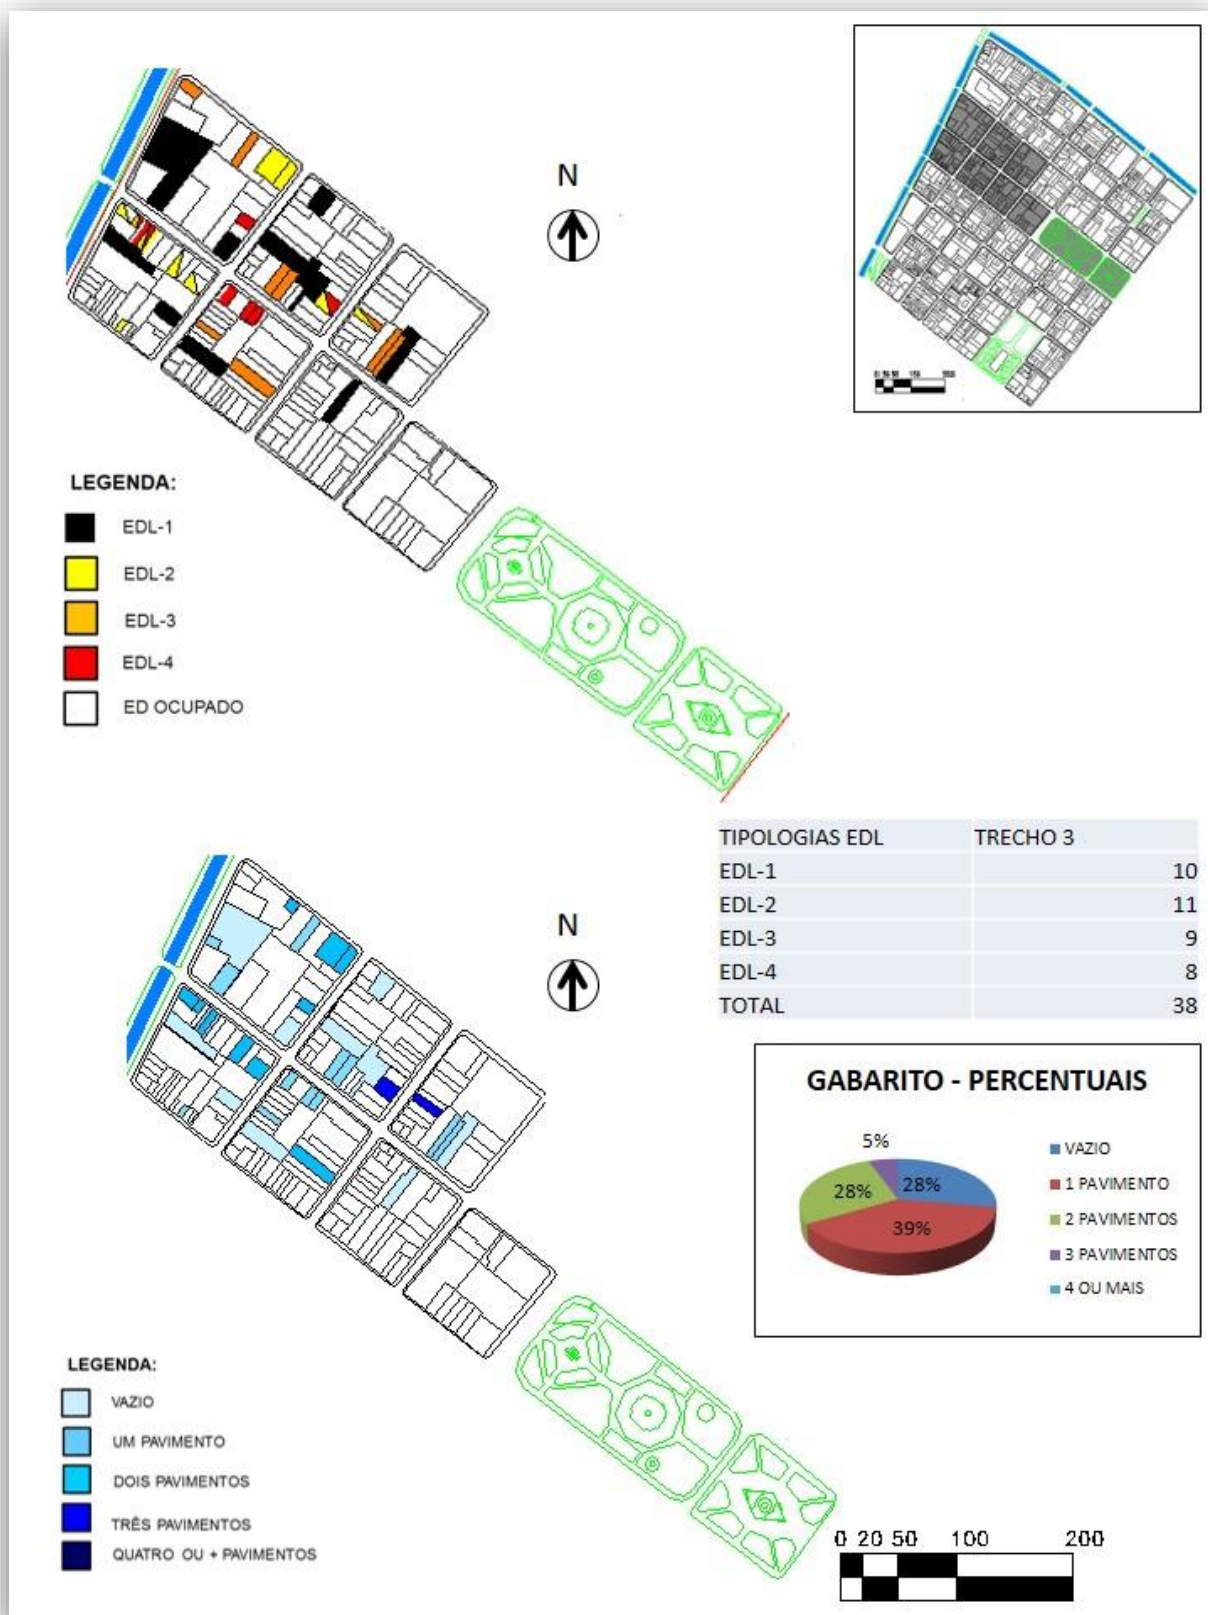 N
LEGENDA:
EDL-1
EDL-2
EDL-3
EDL-4
ED OCUPADO
TIPOLOGIAS EDL TRECHO 3
EDL-1 10
EDL-2 11
EDL-3 9
EDL-4 8
TOTAL 38
N
GABARITO - PERCENTUAIS
5%
28% 28%
39%
VAZIO
1 PAVIMENTO
2 PAVIMENTOS
3 PAVIMENTOS
4 OU MAIS
LEGENDA:
VAZIO
UM PAVIMENTO
DOIS PAVIMENTOS
TRÊS PAVIMENTOS
QUATRO OU + PAVIMENTOS
0 20 50 100 200